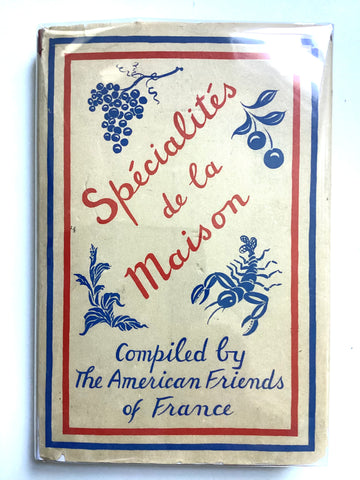 Spécialités
de la
Maison
Compiled by
The American Friends
of France